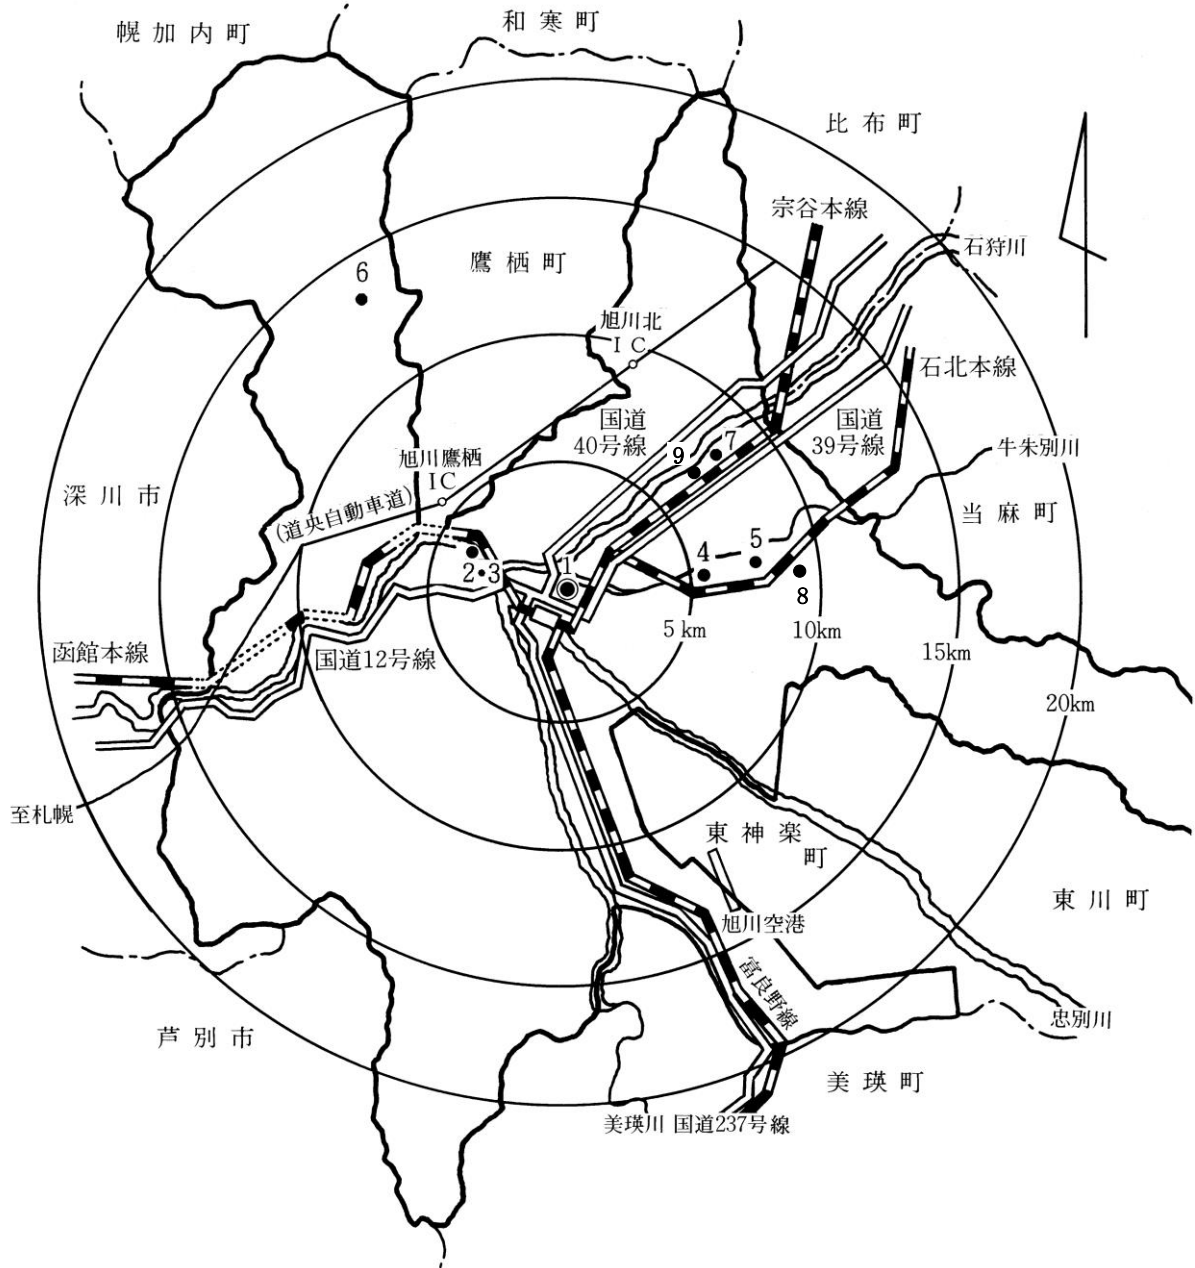 幌加内町
和寒町
比布町
宗谷本線
石狩川
鷹栖町
6
旭川北
IC
石北本線
国道
40号線
国道
39号線
7
9
牛朱別川
旭川鷹栖
IC
深川市
(道央自動車道)
当麻町
5
4
1
2
3
8
5km
10km
15km
20km
函館本線
国道12号線
至札幌
東神楽
町
東川町
旭川空港
富良野線
忠別川
芦別市
美瑛町
美瑛川
国道237号線